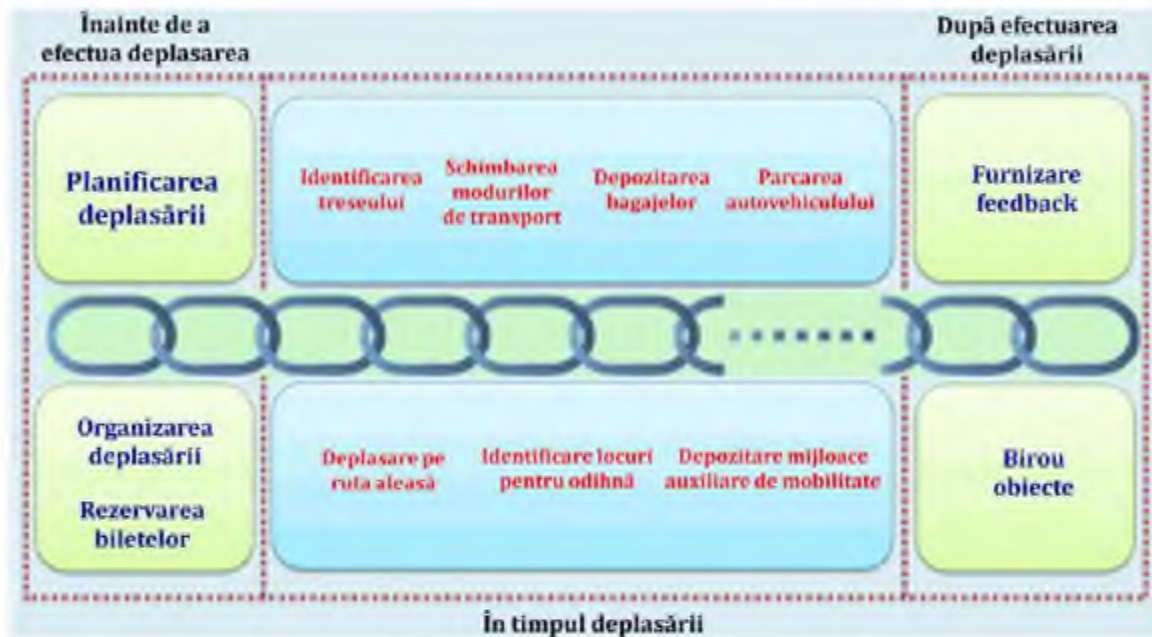 Înainte de a
efectua deplasarea
După efectuarea
deplasării
Planificarea
deplasării
Identificarea
treseului
Schimbarea
modurilor
de transport
Depozitarea
bagajelor
Parcarea
autovehiculului
Furnizare
feedback
Organizarea
deplasării
Rezervarea
biletelor
Deplasare pe
ruta aleasă
Identificare locuri
pentru odihnă
Depozitare mijloace
auxiliare de mobilitate
Birou
obiecte
În timpul deplasării